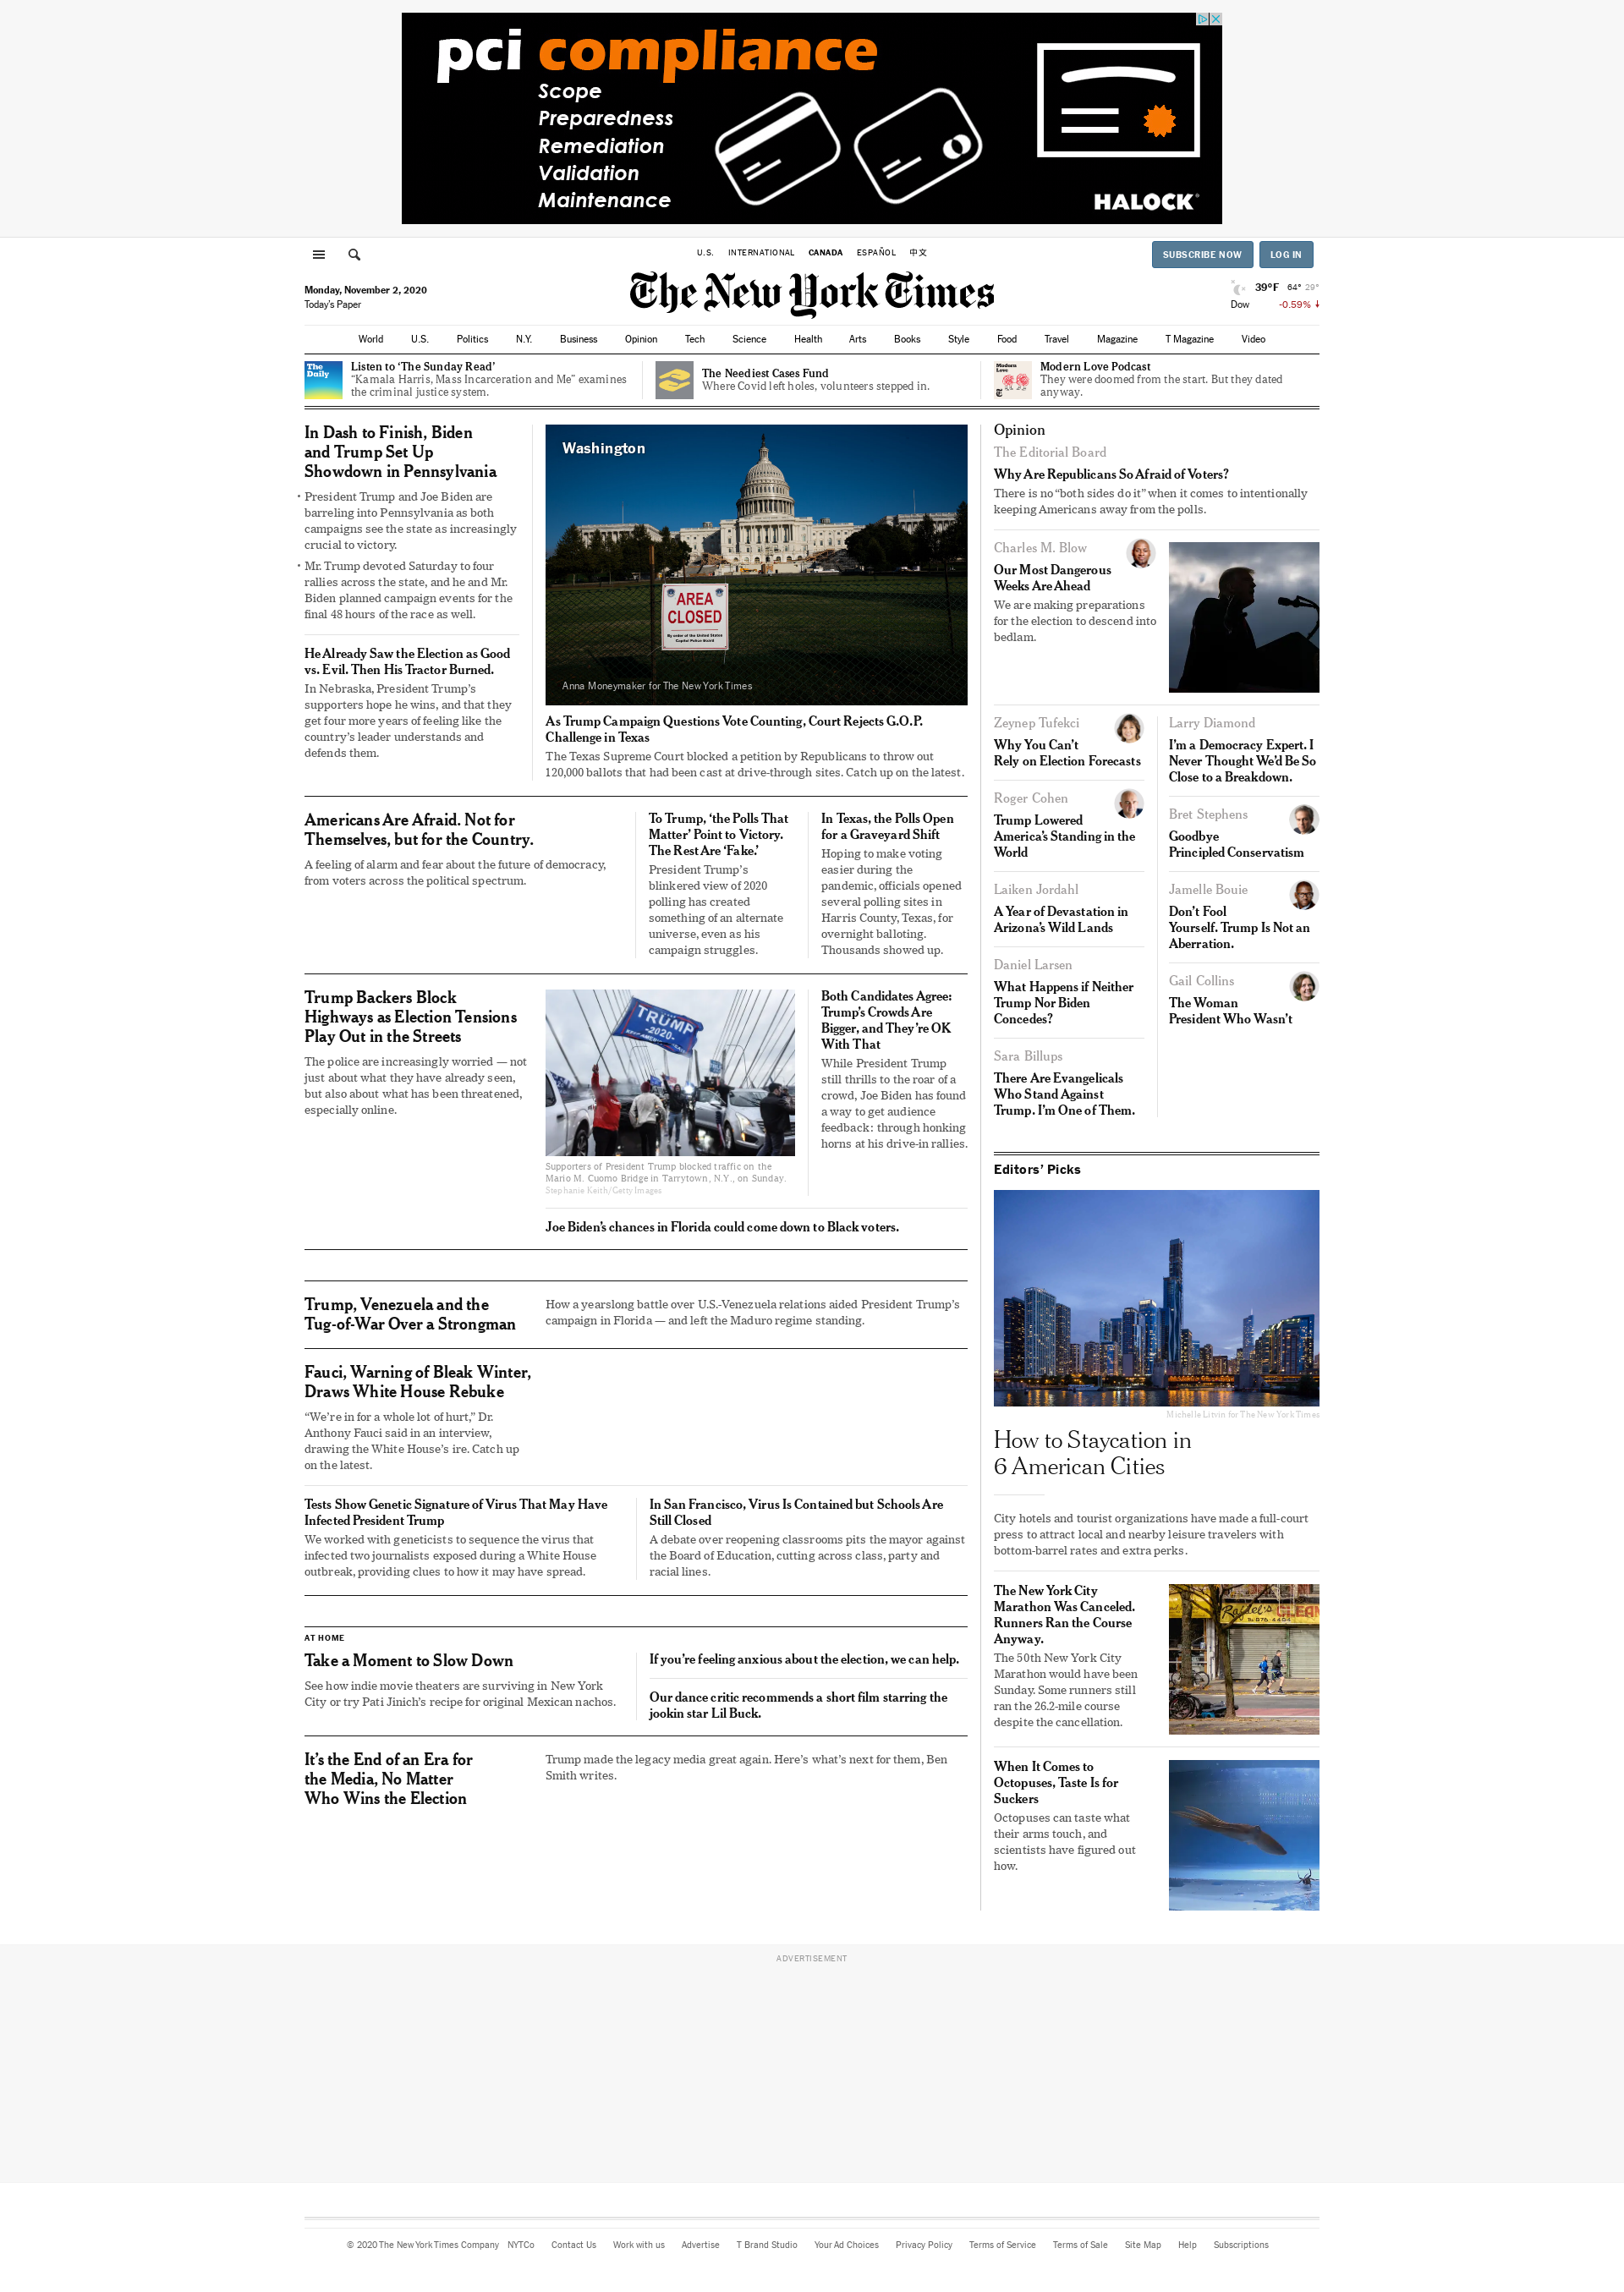 pci compliance
Scope
Preparedness
Remediation
Validation
Maintenance
HALOCK®
U.S. INTERNATIONAL CANADA ESPAÑOL 中文
SUBSCRIBE NOW LOG IN
The New York Times
Monday, November 2, 2020
Today's Paper
39°F 64° 29°
Dow -0.59%
World U.S. Politics N.Y. Business Opinion Tech Science Health Arts Books Style Food Travel Magazine T Magazine Video
The
Daily
Listen to ‘The Sunday Read’
“Kamala Harris, Mass Incarceration and Me” examines
the criminal justice system.
The Neediest Cases Fund
Where Covid left holes, volunteers stepped in.
Modern
Love
Modern Love Podcast
They were doomed from the start. But they dated
anyway.
In Dash to Finish, Biden
and Trump Set Up
Showdown in Pennsylvania
• President Trump and Joe Biden are
barreling into Pennsylvania as both
campaigns see the state as increasingly
crucial to victory.
• Mr. Trump devoted Saturday to four
rallies across the state, and he and Mr.
Biden planned campaign events for the
final 48 hours of the race as well.
He Already Saw the Election as Good
vs. Evil. Then His Tractor Burned.
In Nebraska, President Trump’s
supporters hope he wins, and that they
get four more years of feeling like the
country’s leader understands and
defends them.
Washington
AREA
CLOSED
By order of the United States
Capitol Police Board
Anna Moneymaker for The New York Times
As Trump Campaign Questions Vote Counting, Court Rejects G.O.P.
Challenge in Texas
The Texas Supreme Court blocked a petition by Republicans to throw out
120,000 ballots that had been cast at drive-through sites. Catch up on the latest.
Americans Are Afraid. Not for
Themselves, but for the Country.
A feeling of alarm and fear about the future of democracy,
from voters across the political spectrum.
To Trump, ‘the Polls That
Matter’ Point to Victory.
The Rest Are ‘Fake.’
President Trump’s
blinkered view of 2020
polling has created
something of an alternate
universe, even as his
campaign struggles.
In Texas, the Polls Open
for a Graveyard Shift
Hoping to make voting
easier during the
pandemic, officials opened
several polling sites in
Harris County, Texas, for
overnight balloting.
Thousands showed up.
Trump Backers Block
Highways as Election Tensions
Play Out in the Streets
The police are increasingly worried — not
just about what they have already seen,
but also about what has been threatened,
especially online.
TRUMP
2020
Supporters of President Trump blocked traffic on the
Mario M. Cuomo Bridge in Tarrytown, N.Y., on Sunday.
Stephanie Keith/Getty Images
Both Candidates Agree:
Trump’s Crowds Are
Bigger, and They’re OK
With That
While President Trump
still thrills to the roar of a
crowd, Joe Biden has found
a way to get audience
feedback: through honking
horns at his drive-in rallies.
Joe Biden’s chances in Florida could come down to Black voters.
Trump, Venezuela and the
Tug-of-War Over a Strongman
How a yearslong battle over U.S.-Venezuela relations aided President Trump’s
campaign in Florida — and left the Maduro regime standing.
Fauci, Warning of Bleak Winter,
Draws White House Rebuke
“We’re in for a whole lot of hurt,” Dr.
Anthony Fauci said in an interview,
drawing the White House’s ire. Catch up
on the latest.
Tests Show Genetic Signature of Virus That May Have
Infected President Trump
We worked with geneticists to sequence the virus that
infected two journalists exposed during a White House
outbreak, providing clues to how it may have spread.
In San Francisco, Virus Is Contained but Schools Are
Still Closed
A debate over reopening classrooms pits the mayor against
the Board of Education, cutting across class, party and
racial lines.
AT HOME
Take a Moment to Slow Down
See how indie movie theaters are surviving in New York
City or try Pati Jinich’s recipe for original Mexican nachos.
If you’re feeling anxious about the election, we can help.
Our dance critic recommends a short film starring the
jookin star Lil Buck.
It’s the End of an Era for
the Media, No Matter
Who Wins the Election
Trump made the legacy media great again. Here’s what’s next for them, Ben
Smith writes.
Opinion
The Editorial Board
Why Are Republicans So Afraid of Voters?
There is no “both sides do it” when it comes to intentionally
keeping Americans away from the polls.
Charles M. Blow
Our Most Dangerous
Weeks Are Ahead
We are making preparations
for the election to descend into
bedlam.
Zeynep Tufekci
Why You Can’t
Rely on Election Forecasts
Roger Cohen
Trump Lowered
America’s Standing in the
World
Laiken Jordahl
A Year of Devastation in
Arizona’s Wild Lands
Daniel Larsen
What Happens if Neither
Trump Nor Biden
Concedes?
Sara Billups
There Are Evangelicals
Who Stand Against
Trump. I’m One of Them.
Larry Diamond
I’m a Democracy Expert. I
Never Thought We’d Be So
Close to a Breakdown.
Bret Stephens
Goodbye
Principled Conservatism
Jamelle Bouie
Don’t Fool
Yourself. Trump Is Not an
Aberration.
Gail Collins
The Woman
President Who Wasn’t
Editors’ Picks
Michelle Litvin for The New York Times
How to Staycation in
6 American Cities
City hotels and tourist organizations have made a full-court
press to attract local and nearby leisure travelers with
bottom-barrel rates and extra perks.
The New York City
Marathon Was Canceled.
Runners Ran the Course
Anyway.
The 50th New York City
Marathon would have been
Sunday. Some runners still
ran the 26.2-mile course
despite the cancellation.
When It Comes to
Octopuses, Taste Is for
Suckers
Octopuses can taste what
their arms touch, and
scientists have figured out
how.
ADVERTISEMENT
© 2020 The New York Times Company NYTCo Contact Us Work with us Advertise T Brand Studio Your Ad Choices Privacy Policy Terms of Service Terms of Sale Site Map Help Subscriptions